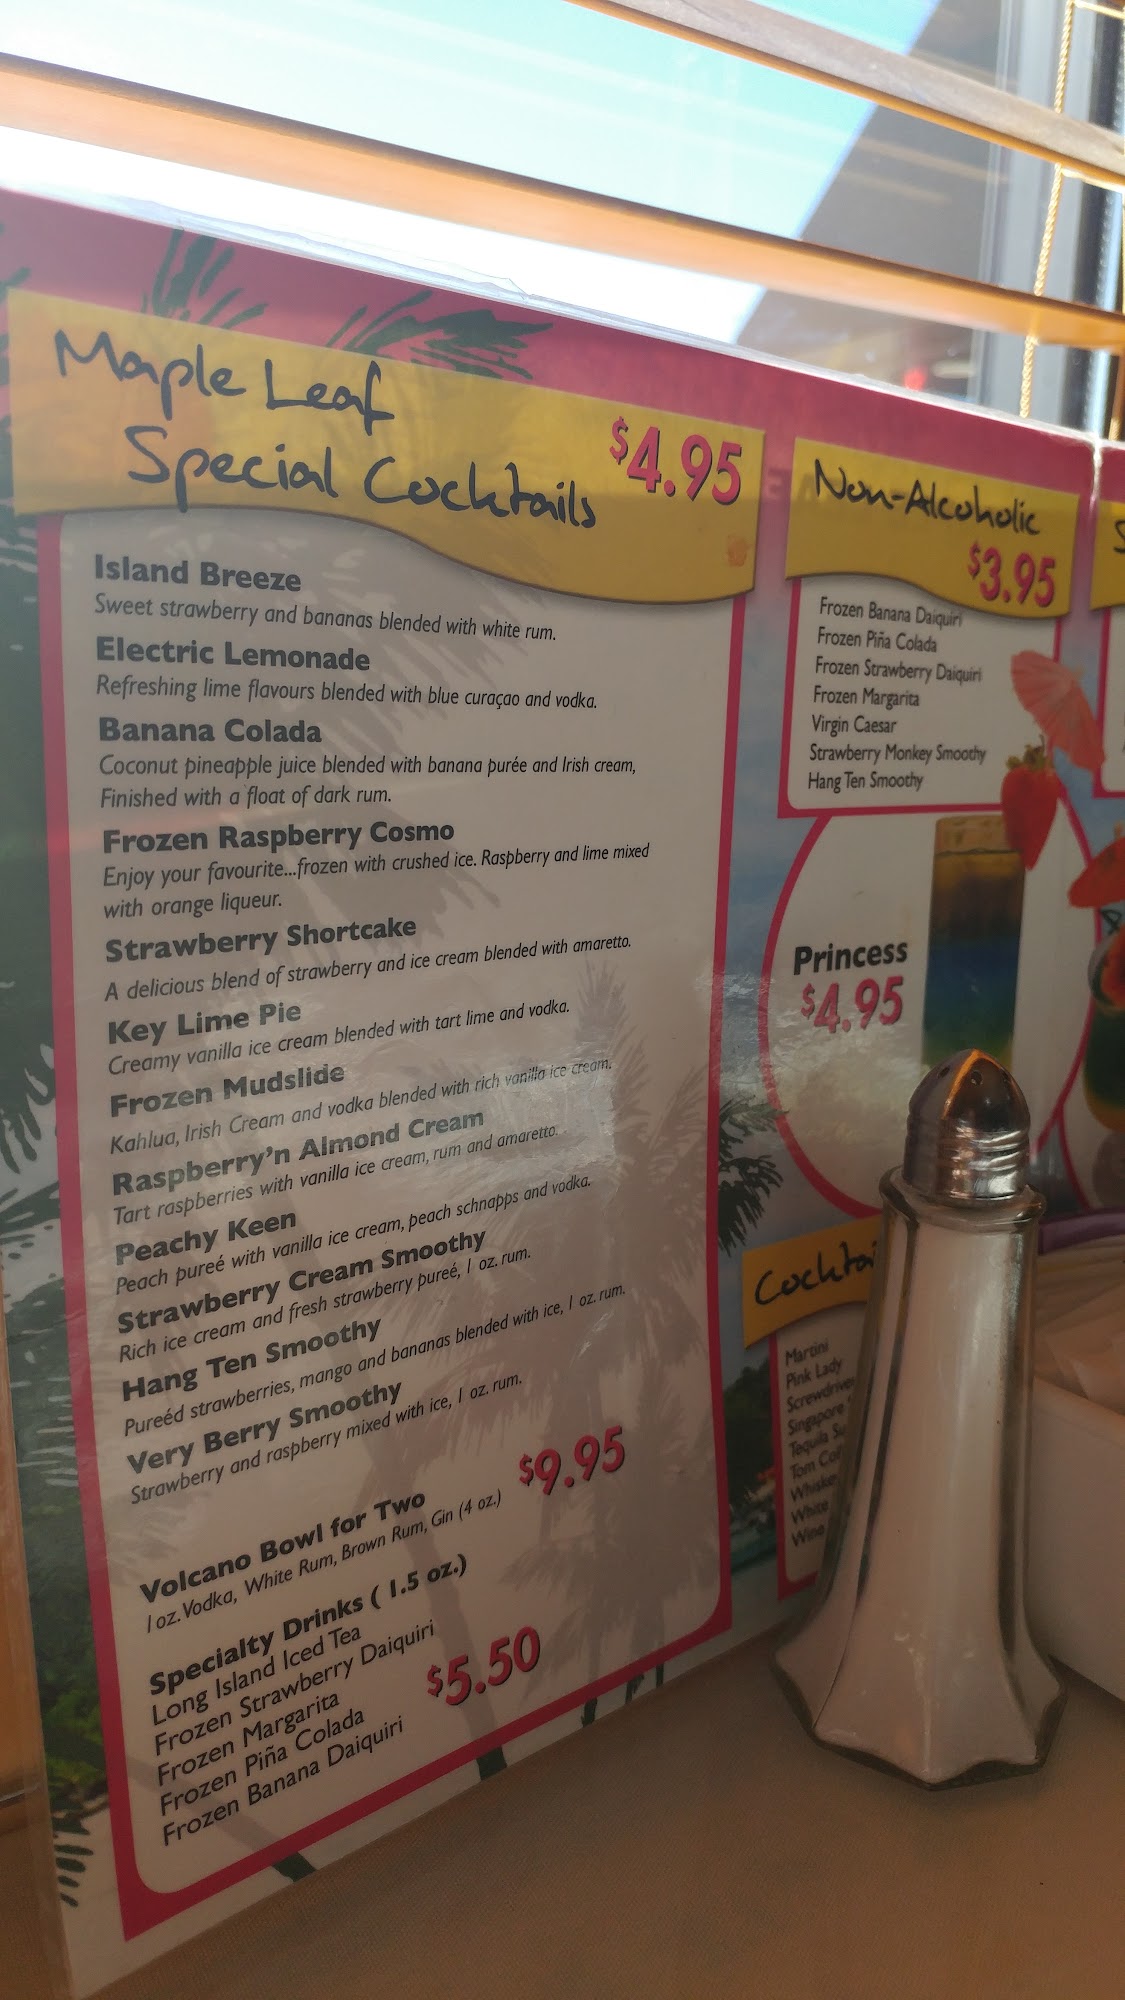 Maple Leaf
Special Cocktails
$4.95
Island Breeze
Sweet strawberry and bananas blended with white rum.
Electric Lemonade
Refreshing lime flavours blended with blue curaçao and vodka.
Banana Colada
Coconut pineapple juice blended with banana purée and Irish cream,
Finished with a float of dark rum.
Frozen Raspberry Cosmo
Enjoy your favourite...frozen with crushed ice. Raspberry and lime mixed
with orange liqueur.
Strawberry Shortcake
A delicious blend of strawberry and ice cream blended with amaretto.
Key Lime Pie
Creamy vanilla ice cream blended with tart lime and vodka.
Frozen Mudslide
Kahlua, Irish Cream and vodka blended with rich vanilla ice cream.
Raspberry'n Almond Cream
Tart raspberries with vanilla ice cream, rum and amaretto.
Peachy Keen
Peach pureé with vanilla ice cream, peach schnapps and vodka.
Strawberry Cream Smoothy
Rich ice cream and fresh strawberry pureé, 1 oz. rum.
Hang Ten Smoothy
Pureéd strawberries, mango and bananas blended with ice, 1 oz. rum.
Very Berry Smoothy
Strawberry and raspberry mixed with ice, 1 oz. rum.
$9.95
Volcano Bowl for Two
1 oz. Vodka, White Rum, Brown Rum, Gin (4 oz.)
Specialty Drinks ( 1.5 oz.)
Long Island Iced Tea
Frozen Strawberry Daiquiri
Frozen Margarita
Frozen Piña Colada
Frozen Banana Daiquiri
$5.50
Non-Alcoholic
$3.95
Frozen Banana Daiquiri
Frozen Piña Colada
Frozen Strawberry Daiquiri
Frozen Margarita
Virgin Caesar
Strawberry Monkey Smoothy
Hang Ten Smoothy
Princess
$4.95
Cocktai
Martini
Pink Lady
Screwdriver
Singapore
Tequila Su
Tom Col
Whiske
White
Wine